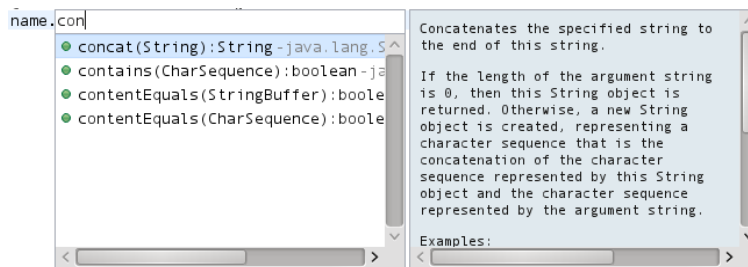 name.con
concat(String):String - java.lang.S
contains(CharSequence):boolean - ja
contentEquals(StringBuffer):boole
contentEquals(CharSequence):boole
Concatenates the specified string to
the end of this string.
If the length of the argument string
is 0, then this String object is
returned. Otherwise, a new String
object is created, representing a
character sequence that is the
concatenation of the character
sequence represented by this String
object and the character sequence
represented by the argument string.
Examples: